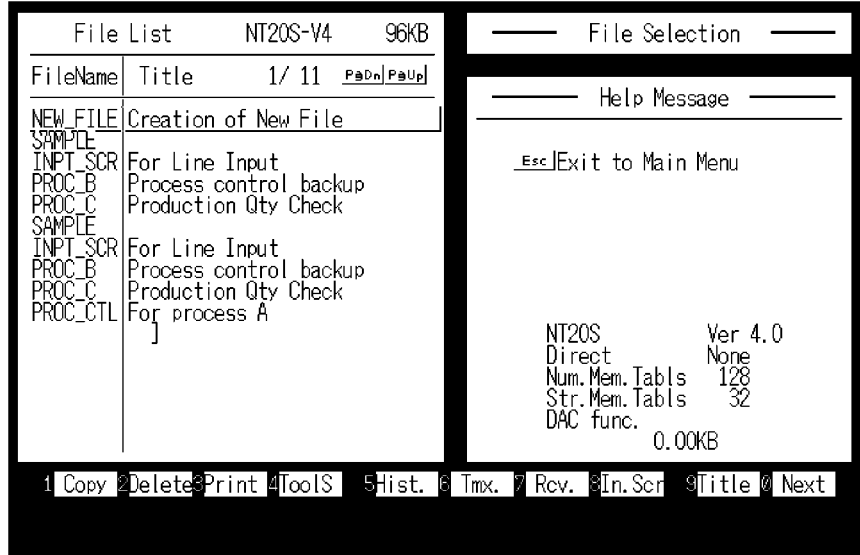 File List NT20S-V4 96KB
FileName Title 1/ 11 PgDn PgUp
NEW_FILE Creation of New File
SAMPLE
INPT_SCR For Line Input
PROC_B Process control backup
PROC_C Production Qty Check
SAMPLE
INPT_SCR For Line Input
PROC_B Process control backup
PROC_C Production Qty Check
PROC_CTL For process A
]
File Selection
Help Message
Esc Exit to Main Menu
NT20S Ver 4.0
Direct None
Num.Mem.Tabls 128
Str.Mem.Tabls 32
DAC func.
0.00KB
1 Copy 2 Delete 3 Print 4 ToolS 5 Hist. 6 Tmx. 7 Rcv. 8 In.Scr 9 Title 0 Next